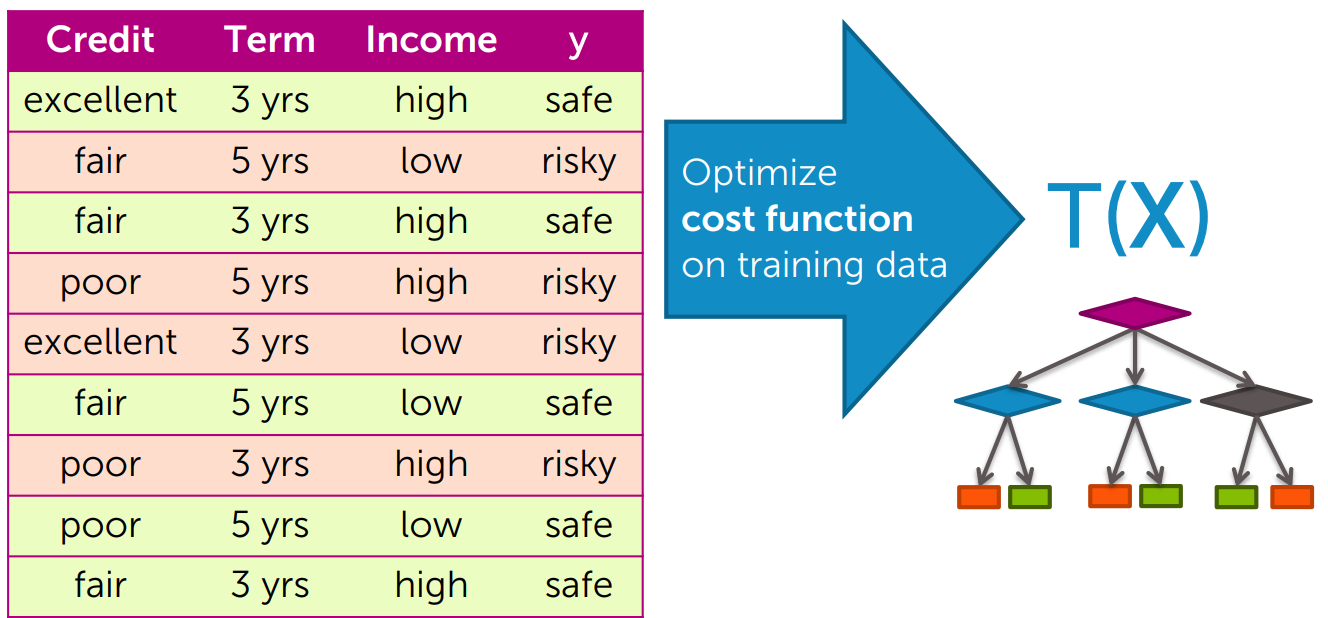 Credit Term Income y
excellent 3 yrs high safe
fair 5 yrs low risky
fair 3 yrs high safe
poor 5 yrs high risky
excellent 3 yrs low risky
fair 5 yrs low safe
poor 3 yrs high risky
poor 5 yrs low safe
fair 3 yrs high safe
Optimize
cost function
on training data
T(X)